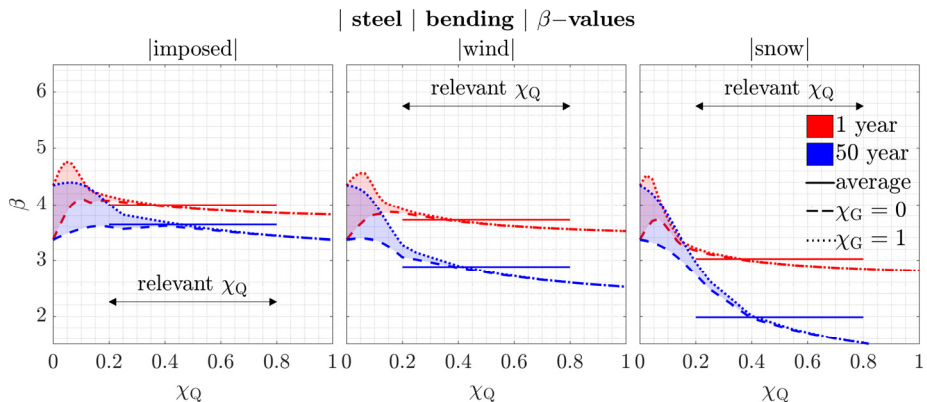 | steel | bending | β−values
|imposed|
|wind|
|snow|
β
6
5
4
3
2
relevant χQ
relevant χQ
relevant χQ
1 year
50 year
average
χG = 0
χG = 1
0 0.2 0.4 0.6 0.8 1
0 0.2 0.4 0.6 0.8 1
0 0.2 0.4 0.6 0.8 1
χQ
χQ
χQ